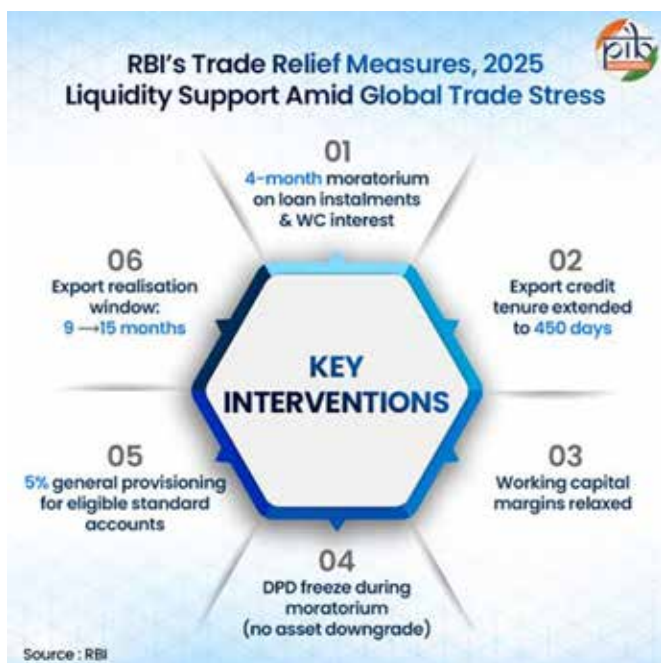 pib
RBI's Trade Relief Measures, 2025
Liquidity Support Amid Global Trade Stress
01
4-month moratorium
on loan instalments
& WC interest
02
Export credit
tenure extended
to 450 days
03
Working capital
margins relaxed
04
DPD freeze during
moratorium
(no asset downgrade)
05
5% general provisioning
for eligible standard
accounts
06
Export realisation
window:
9 →15 months
KEY
INTERVENTIONS
Source : RBI